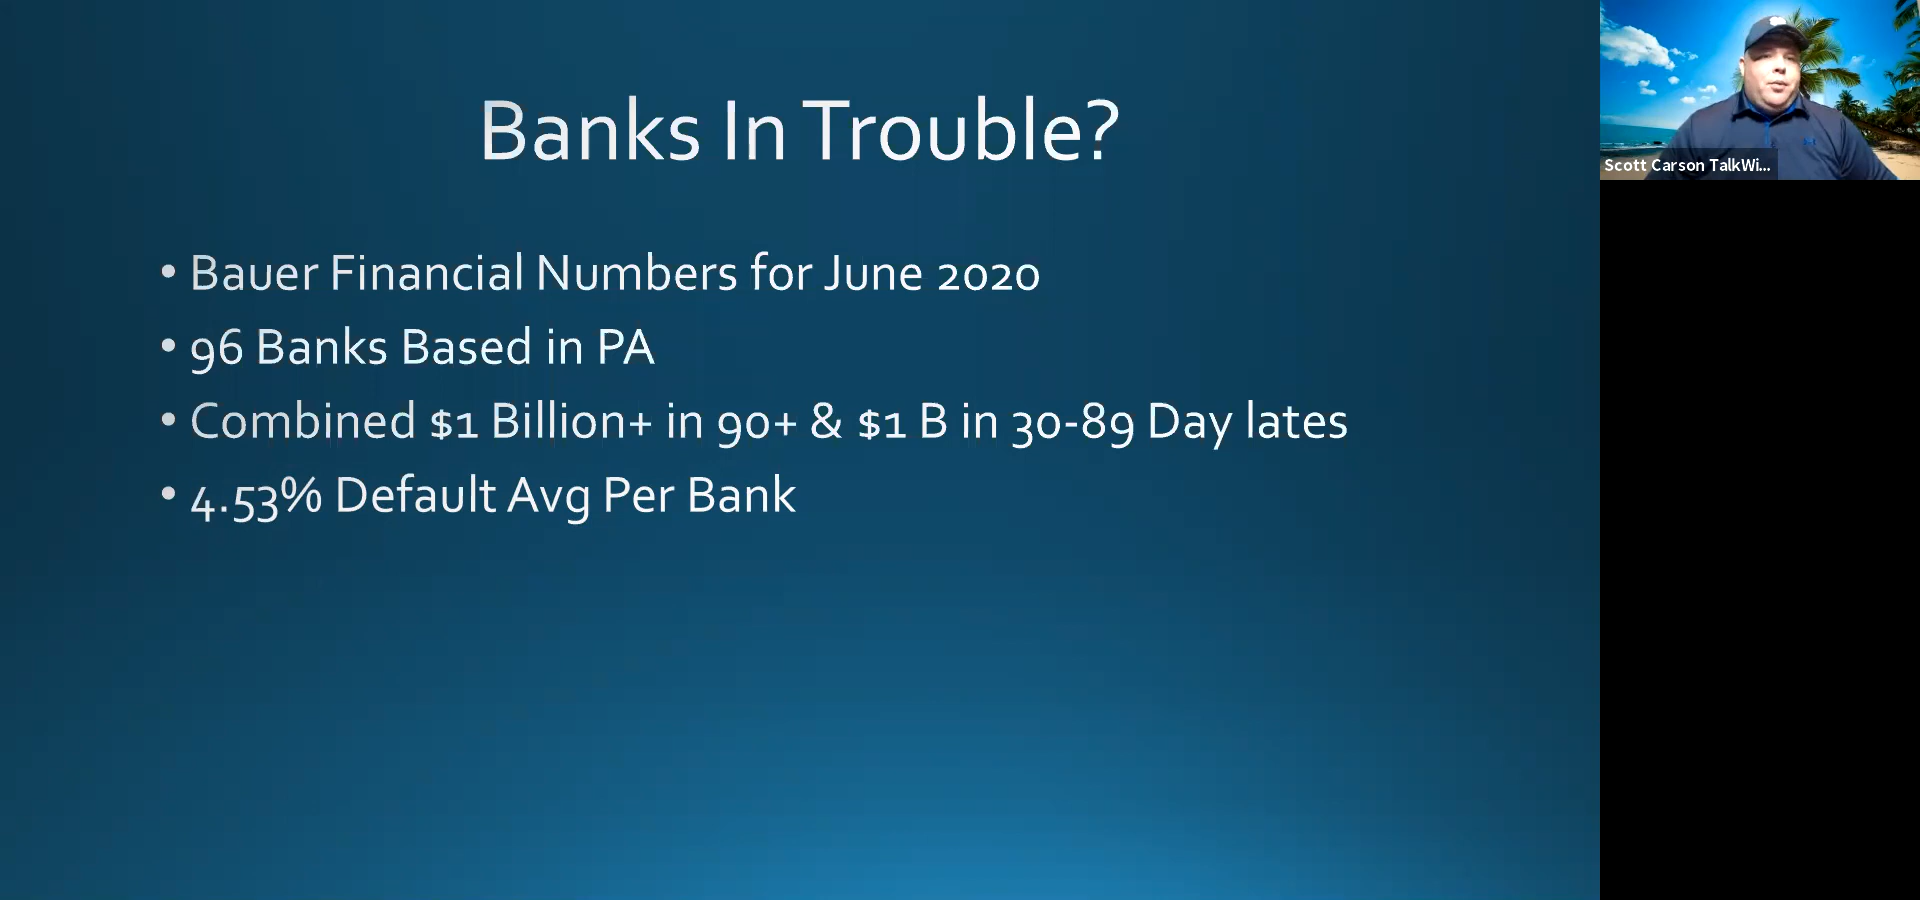 Banks In Trouble?
• Bauer Financial Numbers for June 2020
• 96 Banks Based in PA
• Combined $1 Billion+ in 90+ & $1 B in 30-89 Day lates
• 4.53% Default Avg Per Bank
Scott Carson TalkWi...